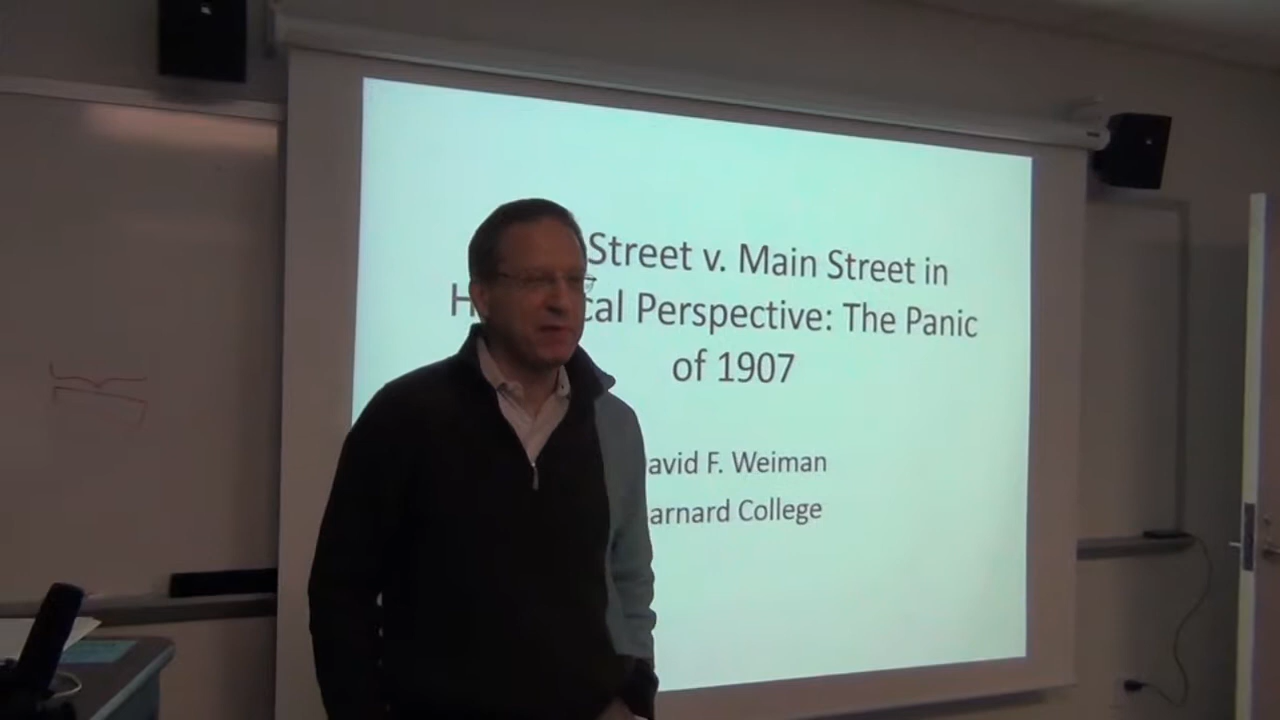 Street v. Main Street in
H cal Perspective: The Panic
of 1907
avid F. Weiman
arnard College